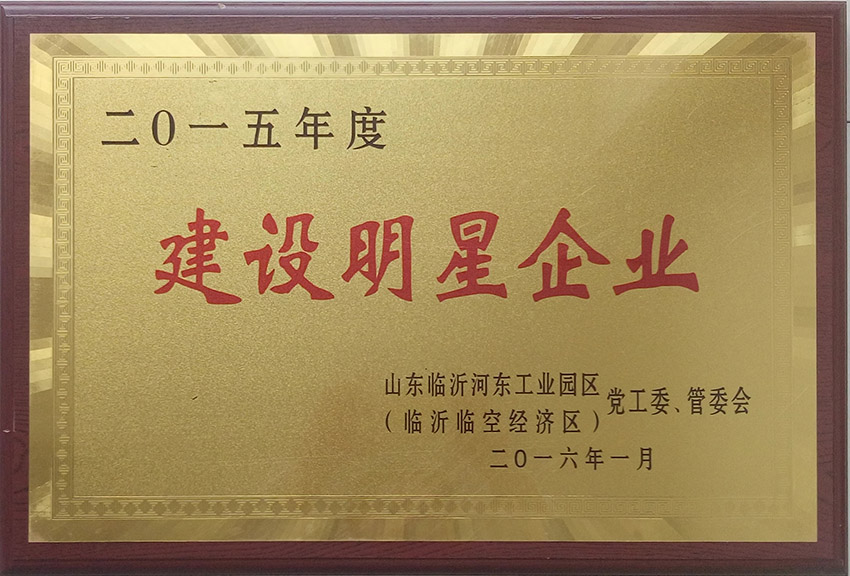 二0一五年度
建设明星企业
山东临沂河东工业园区
(临沂临空经济区)
党工委、管委会
二0一六年一月